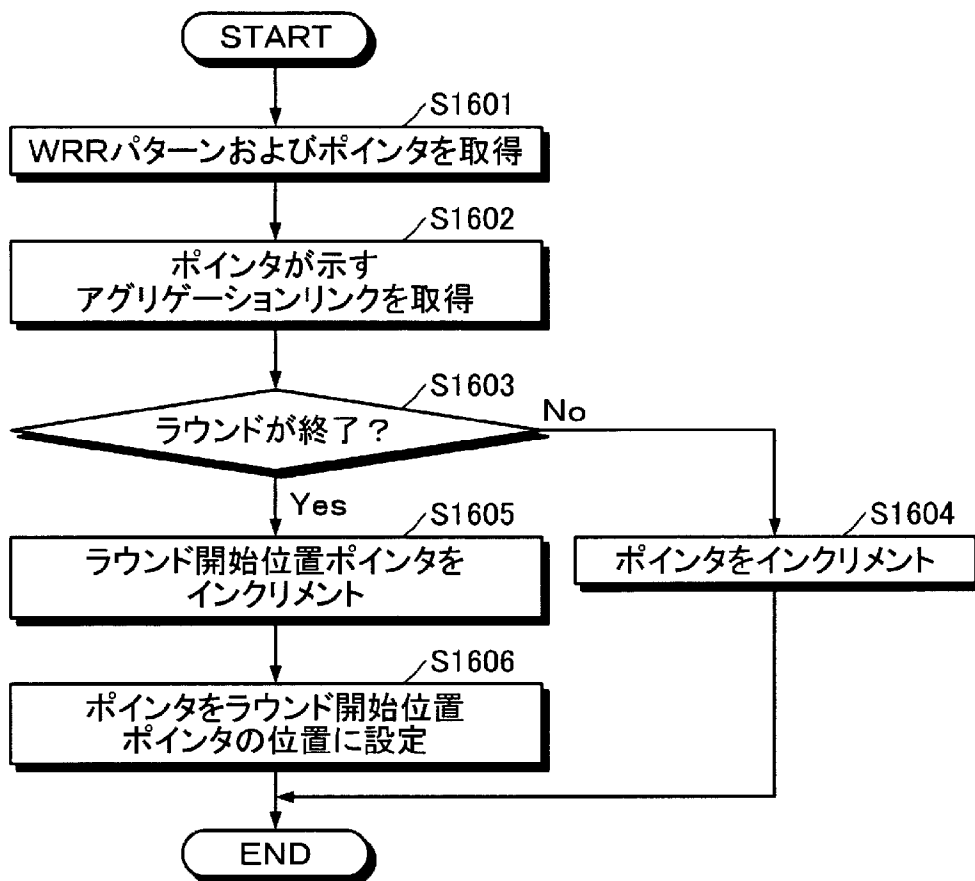 START
S1601
WRRパターンおよびポインタを取得
S1602
ポインタが示す
アグリゲーションリンクを取得
S1603
ラウンドが終了？
No
Yes
S1605
ラウンド開始位置ポインタを
インクリメント
S1604
ポインタをインクリメント
S1606
ポインタをラウンド開始位置
ポインタの位置に設定
END